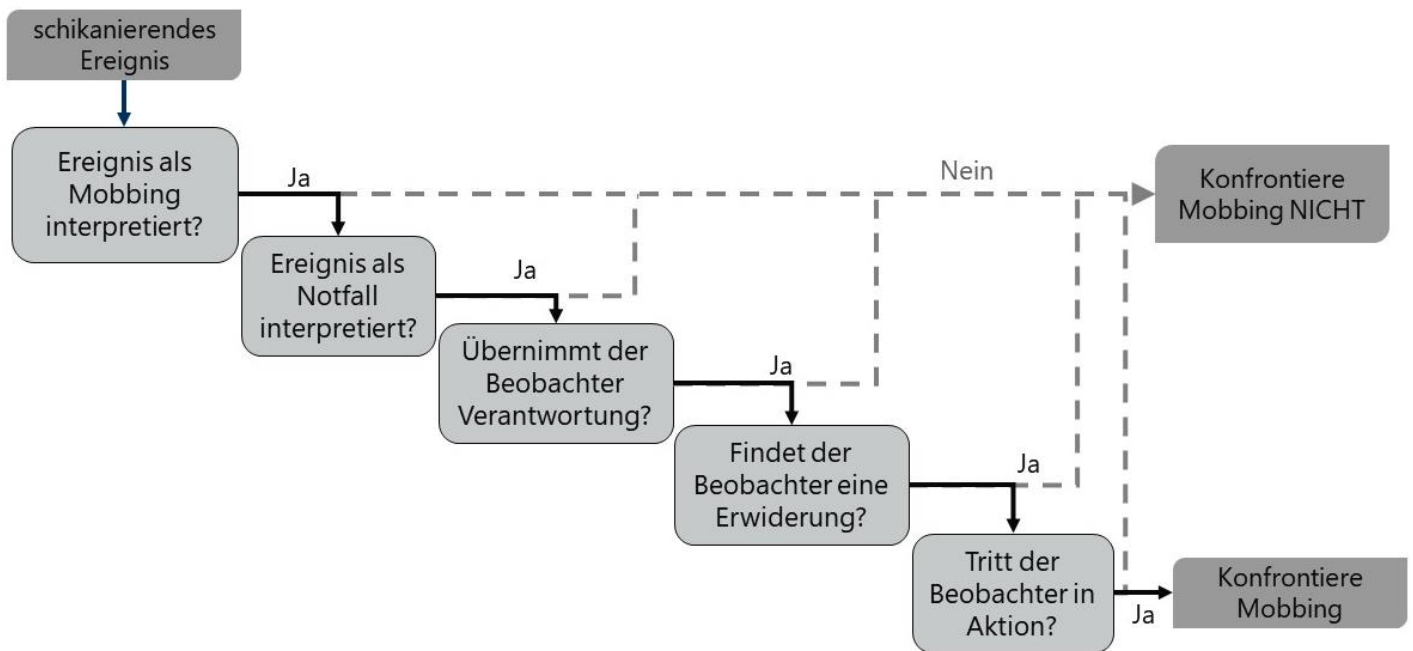 schikanierendes
Ereignis
Ereignis als
Mobbing
interpretiert?
Ja
Nein
Konfrontiere
Mobbing NICHT
Ereignis als
Notfall
interpretiert?
Ja
Übernimmt der
Beobachter
Verantwortung?
Ja
Findet der
Beobachter eine
Erwiderung?
Ja
Tritt der
Beobachter in
Aktion?
Ja
Konfrontiere
Mobbing